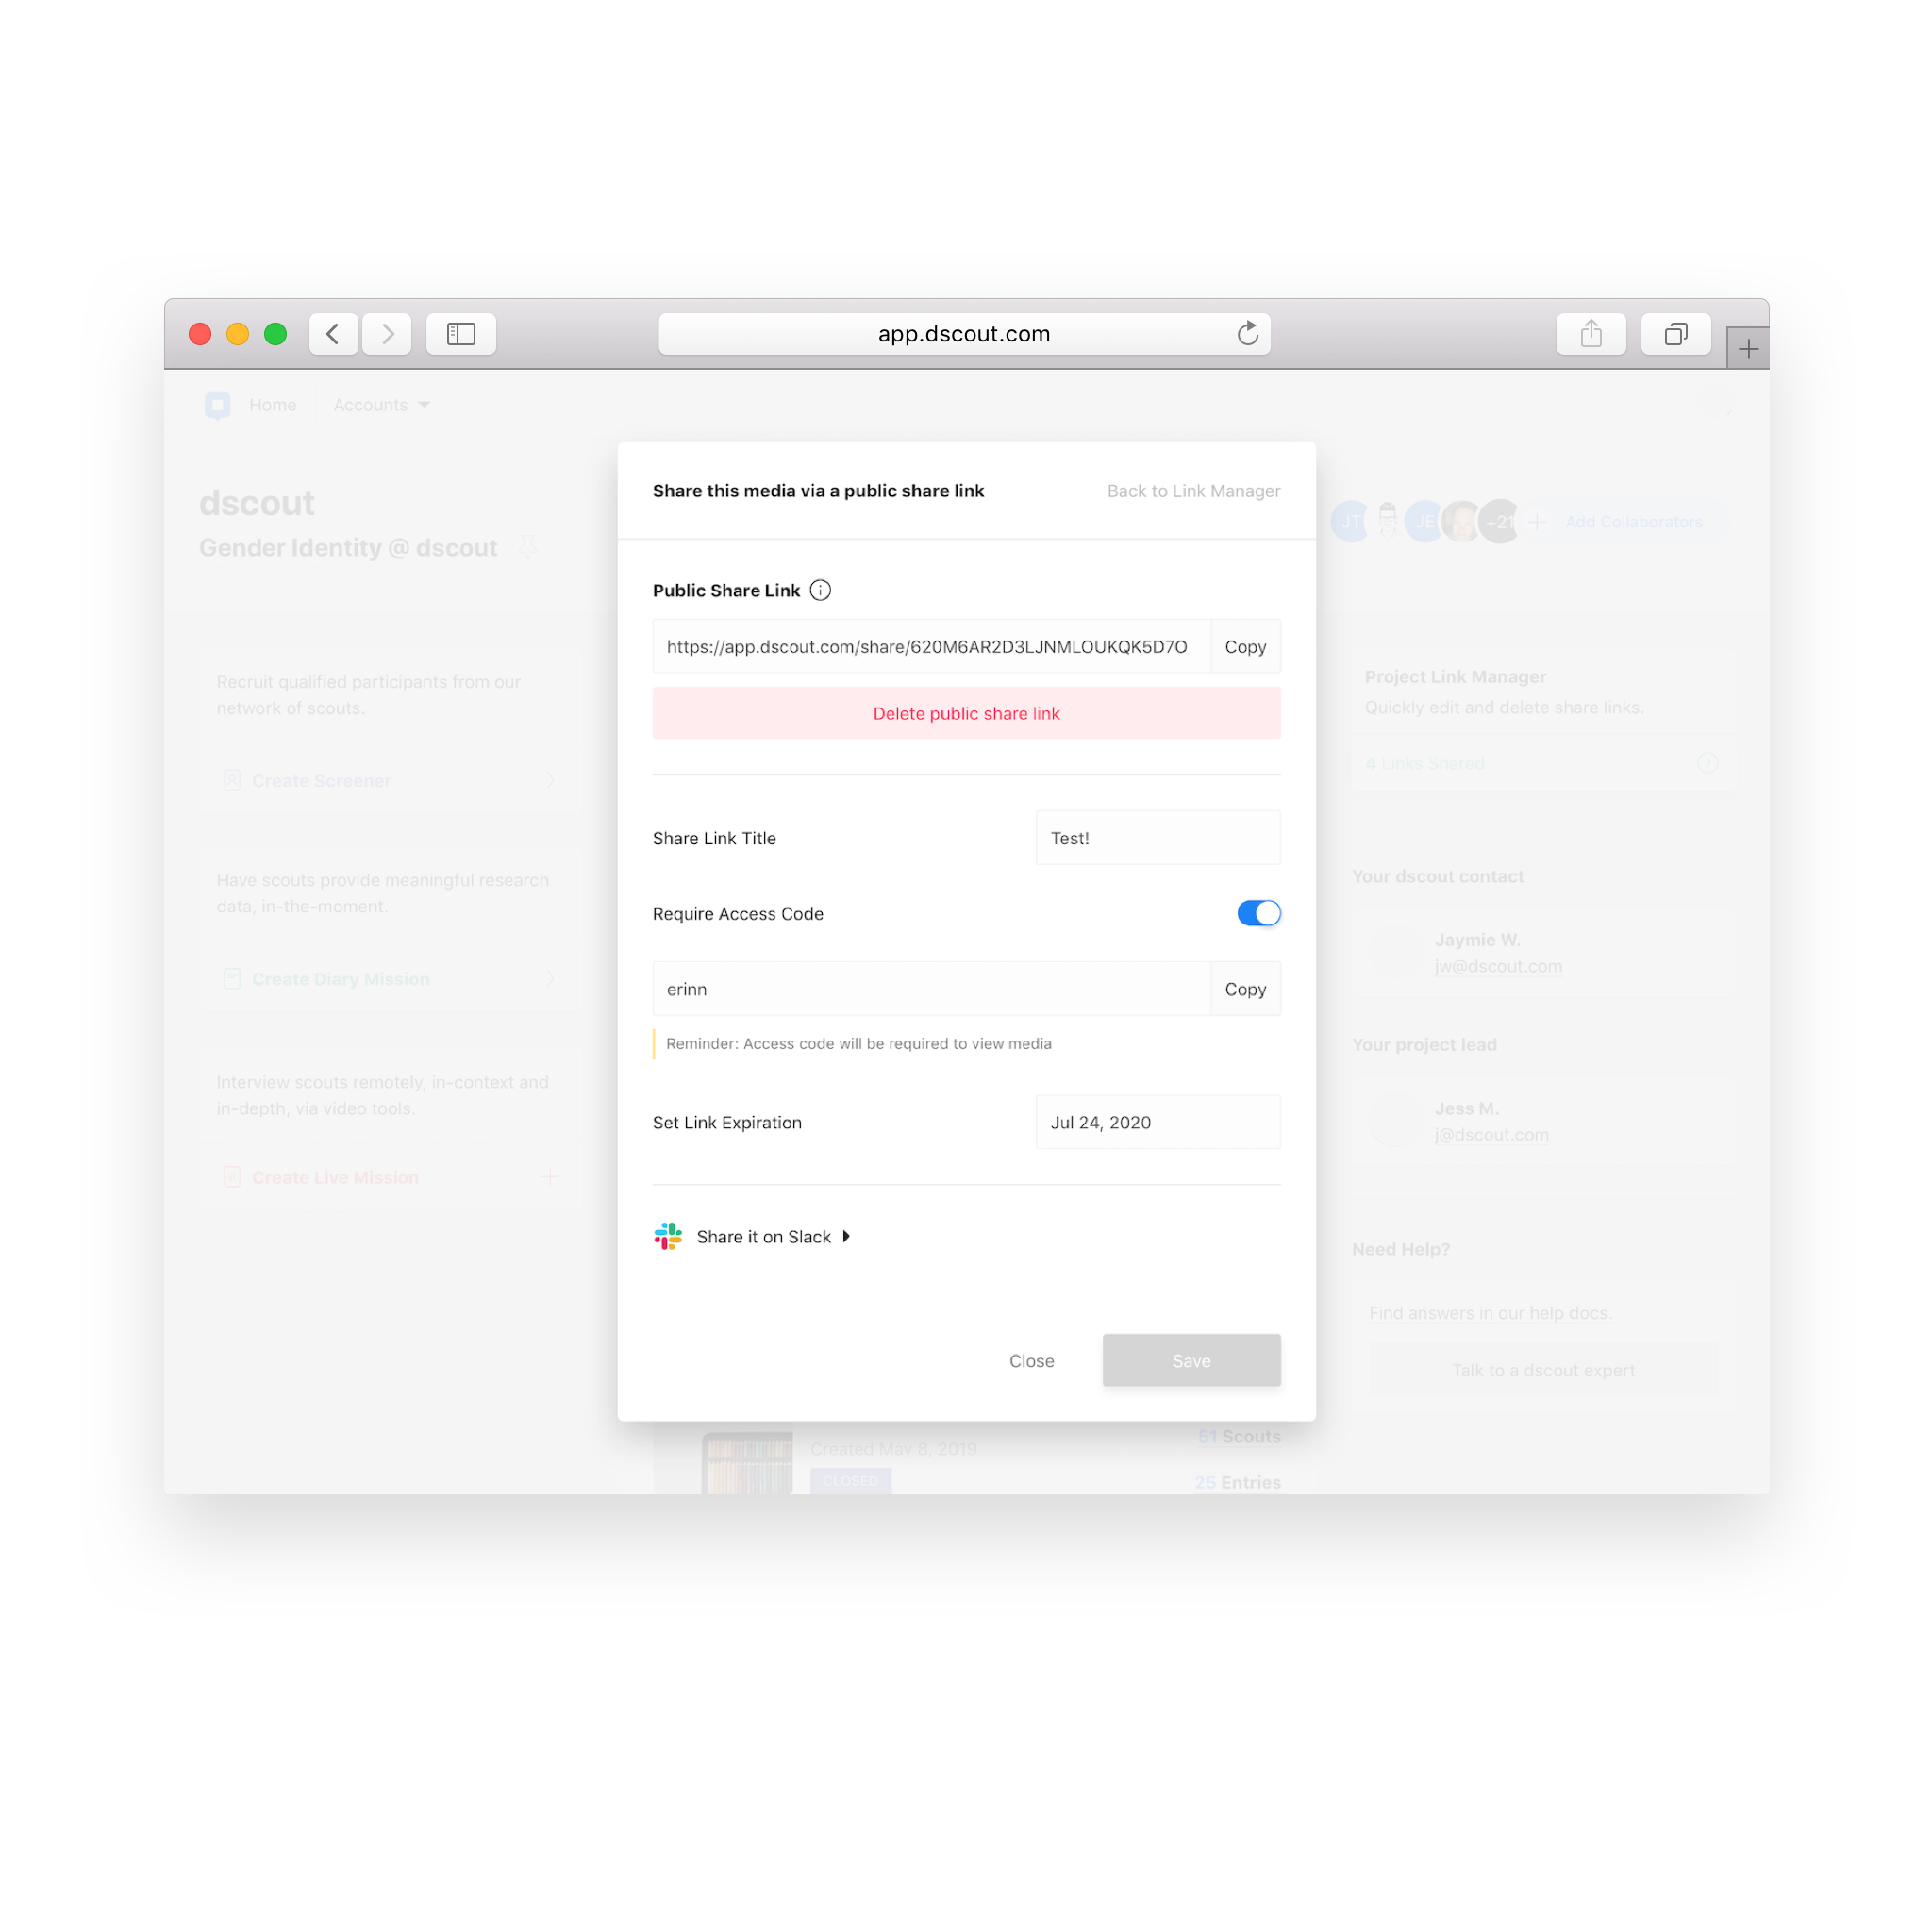 app.dscout.com
Home
Accounts
dscout
Gender Identity @ dscout
JT
JE
+21
Add Collaborators
Recruit qualified participants from our
network of scouts.
Create Screener
Have scouts provide meaningful research
data, in-the-moment.
Create Diary Mission
Interview scouts remotely, in-context and
in-depth, via video tools.
Create Live Mission
Share this media via a public share link
Back to Link Manager
Public Share Link
https://app.dscout.com/share/620M6AR2D3LJNMLOUKQK5D7O
Copy
Delete public share link
Share Link Title
Test!
Require Access Code
erinn
Copy
Reminder: Access code will be required to view media
Set Link Expiration
Jul 24, 2020
Share it on Slack
Close
Save
Created May 8, 2019
CLOSED
51 Scouts
25 Entries
Project Link Manager
Quickly edit and delete share links.
4 Links Shared
Your dscout contact
Jaymie W.
jw@dscout.com
Your project lead
Jess M.
j@dscout.com
Need Help?
Find answers in our help docs.
Talk to a dscout expert